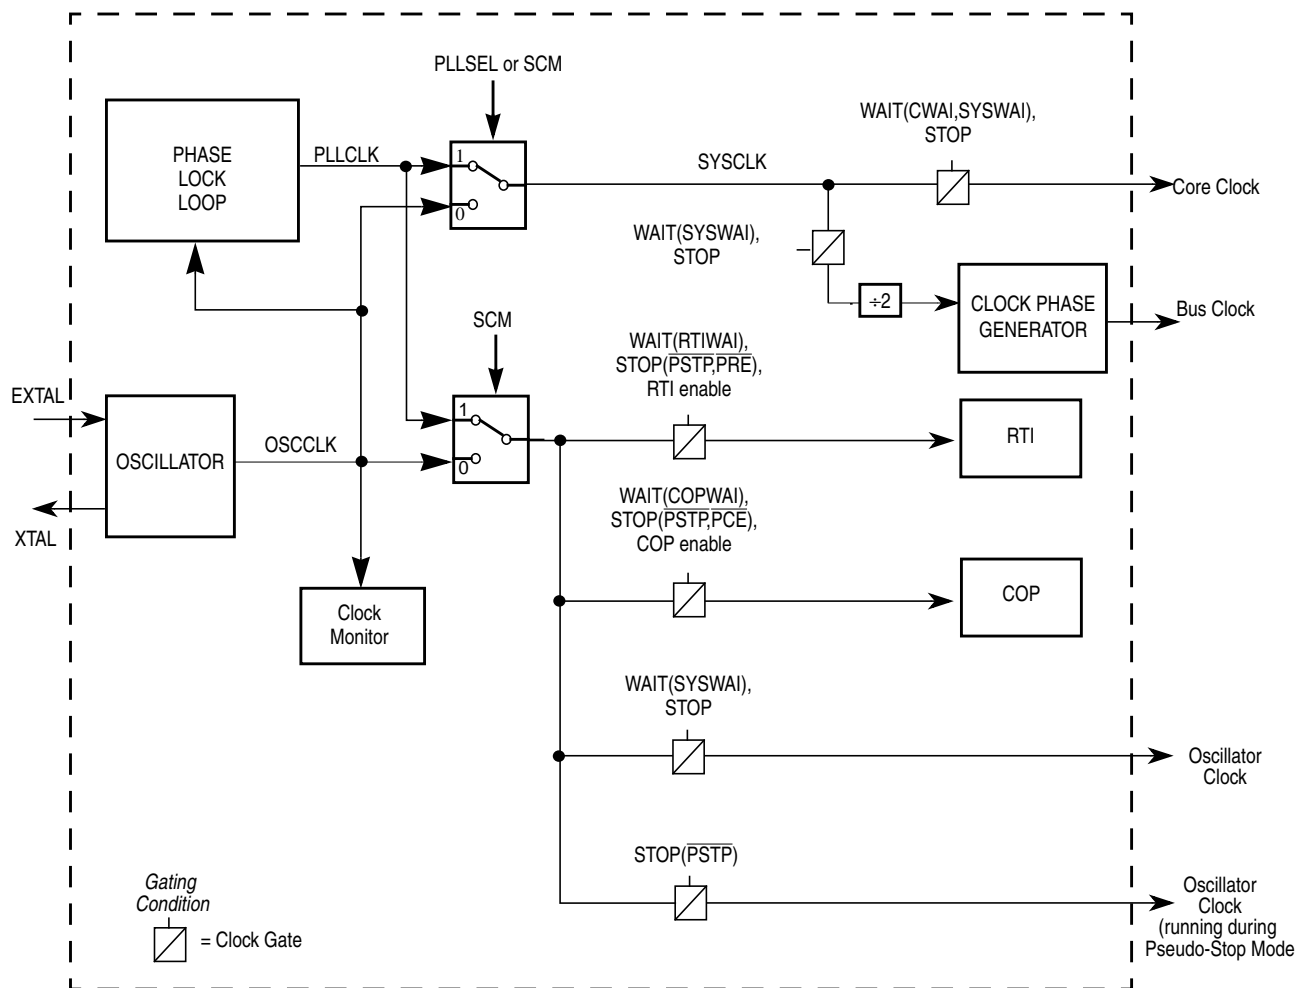 PLLSEL or SCM
PHASE
LOCK
LOOP
PLLCLK
1
0
SYSCLK
WAIT(CWAI,SYSWAI),
STOP
Core Clock
WAIT(SYSWAI),
STOP
÷2
CLOCK PHASE
GENERATOR
Bus Clock
SCM
WAIT(RTIWAI),
STOP(PSTP,PRE),
RTI enable
EXTAL
OSCILLATOR
OSCCLK
1
0
RTI
XTAL
WAIT(COPWAI),
STOP(PSTP,PCE),
COP enable
COP
Clock
Monitor
WAIT(SYSWAI),
STOP
Oscillator
Clock
STOP(PSTP)
Oscillator
Clock
(running during
Pseudo-Stop Mode
Gating
Condition
= Clock Gate